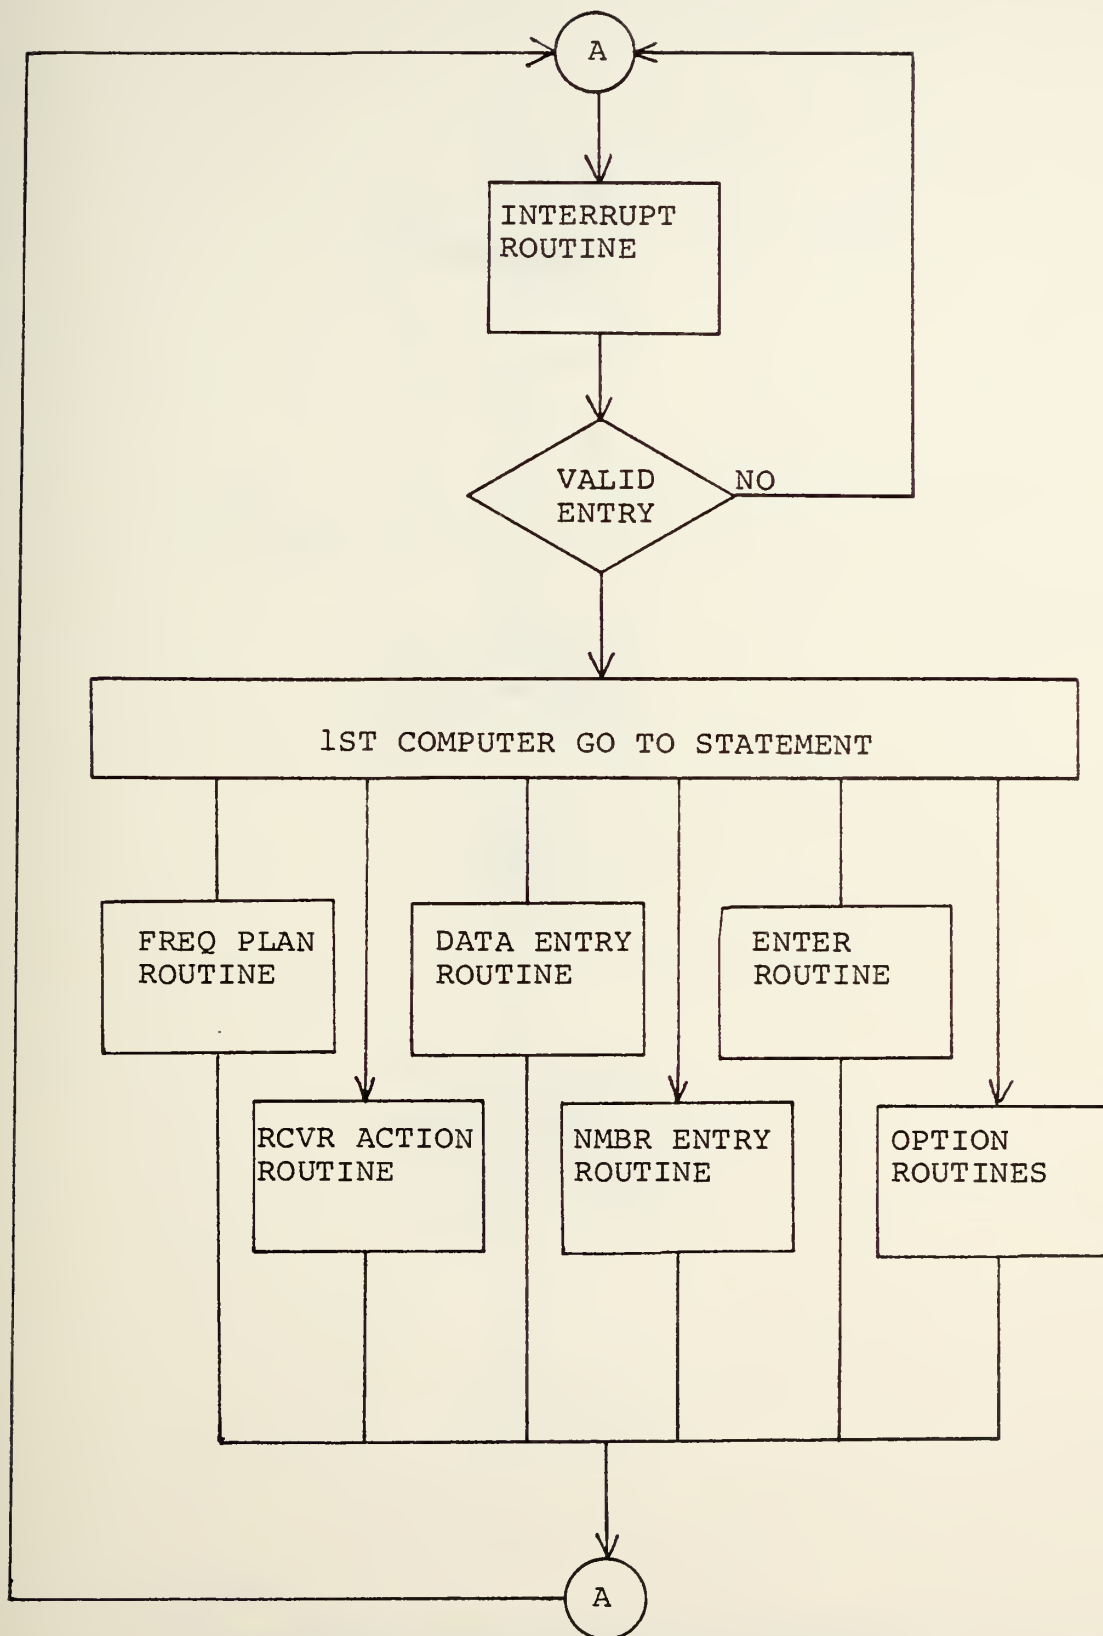 A
INTERRUPT
ROUTINE
VALID
ENTRY
NO
1ST COMPUTER GO TO STATEMENT
FREQ PLAN
ROUTINE
DATA ENTRY
ROUTINE
ENTER
ROUTINE
RCVR ACTION
ROUTINE
NMBR ENTRY
ROUTINE
OPTION
ROUTINES
A